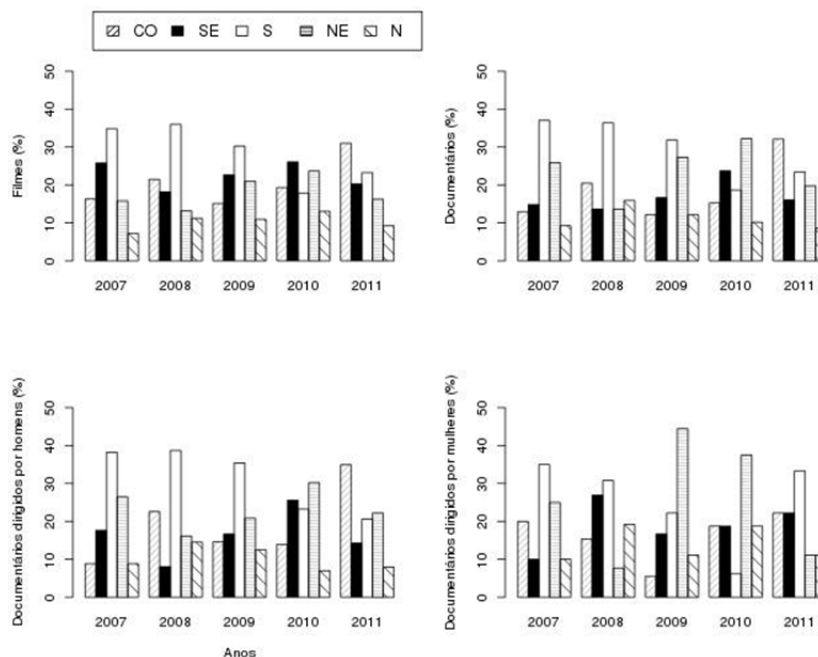 CO SE S NE N
Filmes (%)
50
40
30
20
10
0
2007 2008 2009 2010 2011
Documentários (%)
50
40
30
20
10
0
2007 2008 2009 2010 2011
Documentários dirigidos por homens (%)
50
40
30
20
10
0
2007 2008 2009 2010 2011
Anos
Documentários dirigidos por mulheres (%)
50
40
30
20
10
0
2007 2008 2009 2010 2011